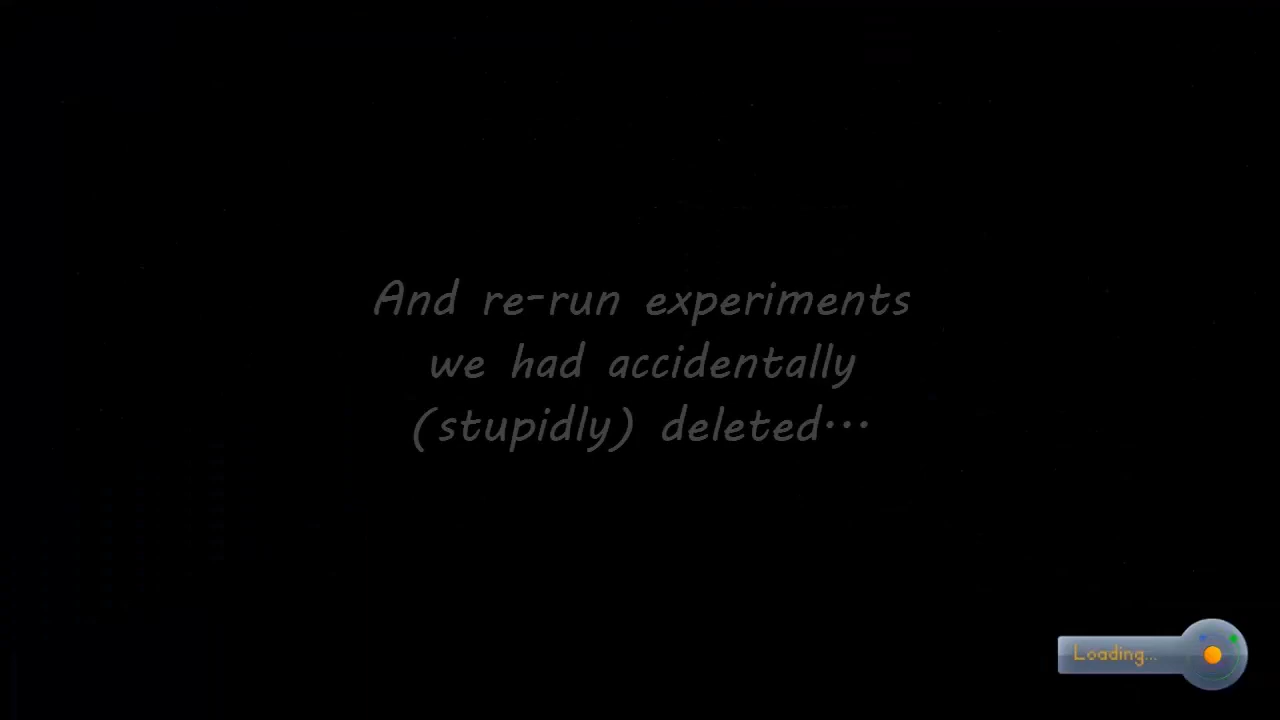 And re-run experiments
we had accidentally
(stupidly) deleted...
Loading...